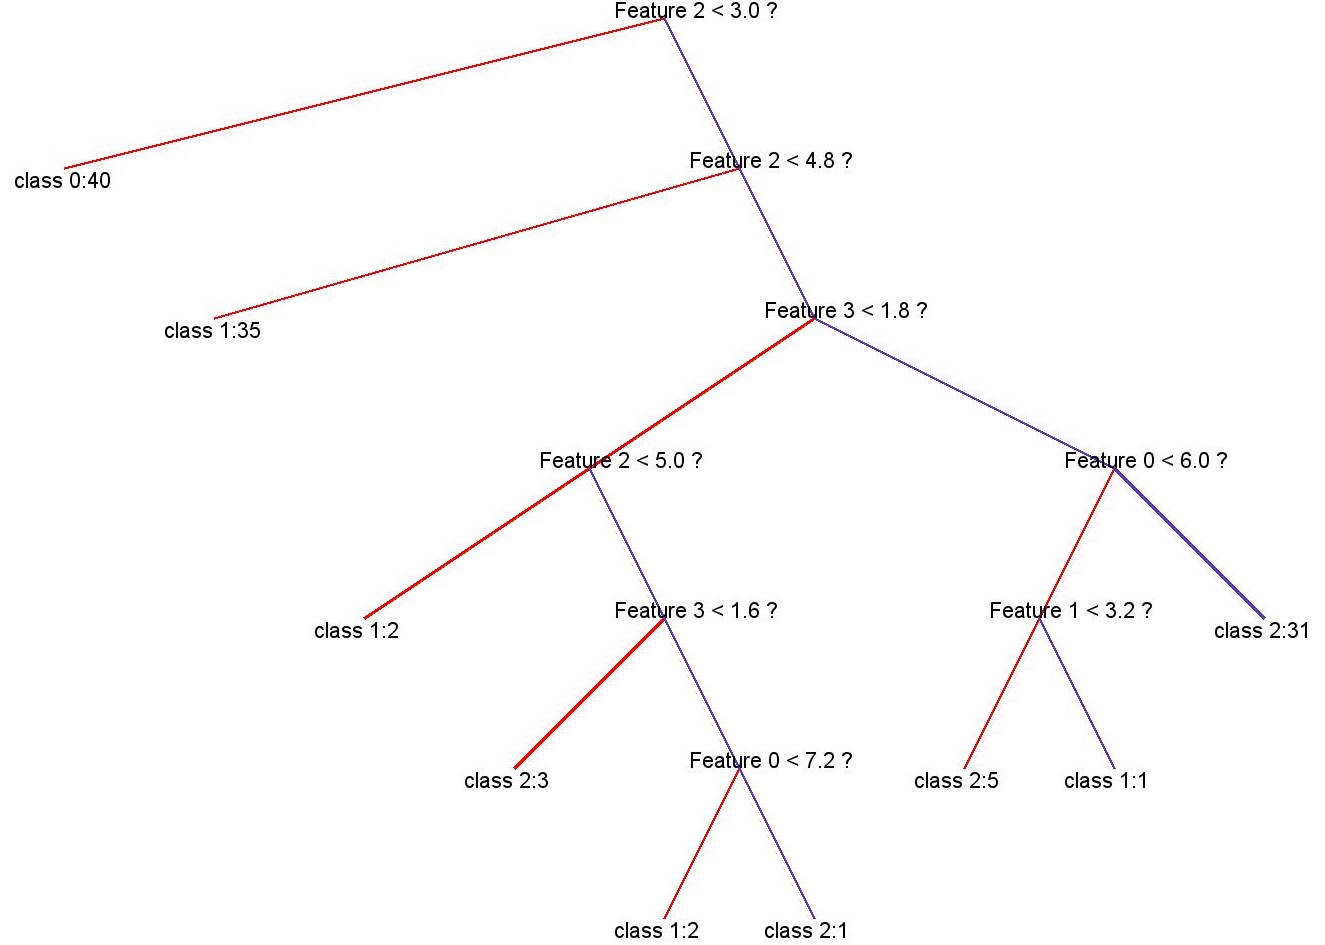 Feature 2 < 3.0 ?
Feature 2 < 4.8 ?
class 0:40
Feature 3 < 1.8 ?
class 1:35
Feature 2 < 5.0 ?
Feature 0 < 6.0 ?
Feature 3 < 1.6 ?
Feature 1 < 3.2 ?
class 1:2
class 2:31
Feature 0 < 7.2 ?
class 2:3
class 2:5
class 1:1
class 1:2
class 2:1